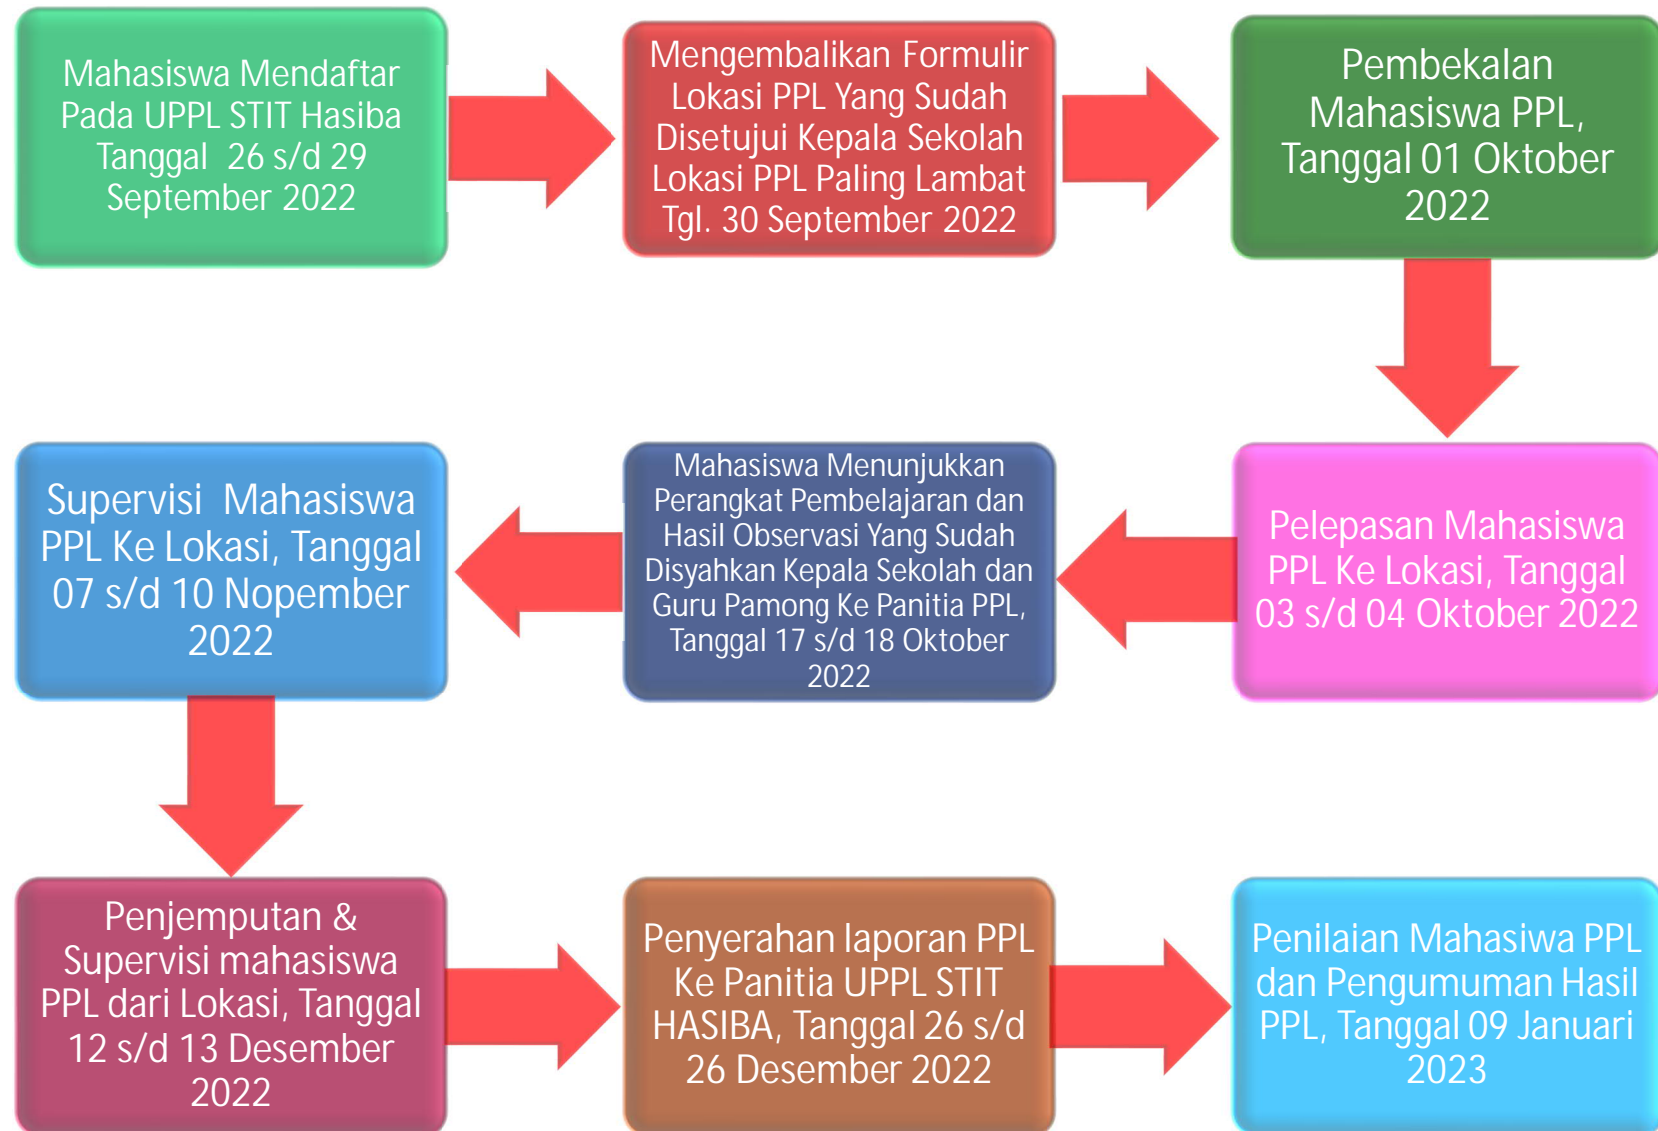 Mahasiswa Mendaftar
Pada UPPL STIT Hasiba
Tanggal 26 s/d 29
September 2022
Mengembalikan Formulir
Lokasi PPL Yang Sudah
Disetujui Kepala Sekolah
Lokasi PPL Paling Lambat
Tgl. 30 September 2022
Pembekalan
Mahasiswa PPL,
Tanggal 01 Oktober
2022
Pelepasan Mahasiswa
PPL Ke Lokasi, Tanggal
03 s/d 04 Oktober 2022
Mahasiswa Menunjukkan
Perangkat Pembelajaran dan
Hasil Observasi Yang Sudah
Disyahkan Kepala Sekolah dan
Guru Pamong Ke Panitia PPL,
Tanggal 17 s/d 18 Oktober
2022
Supervisi Mahasiswa
PPL Ke Lokasi, Tanggal
07 s/d 10 Nopember
2022
Penjemputan &
Supervisi mahasiswa
PPL dari Lokasi, Tanggal
12 s/d 13 Desember
2022
Penyerahan laporan PPL
Ke Panitia UPPL STIT
HASIBA, Tanggal 26 s/d
26 Desember 2022
Penilaian Mahasiwa PPL
dan Pengumuman Hasil
PPL, Tanggal 09 Januari
2023